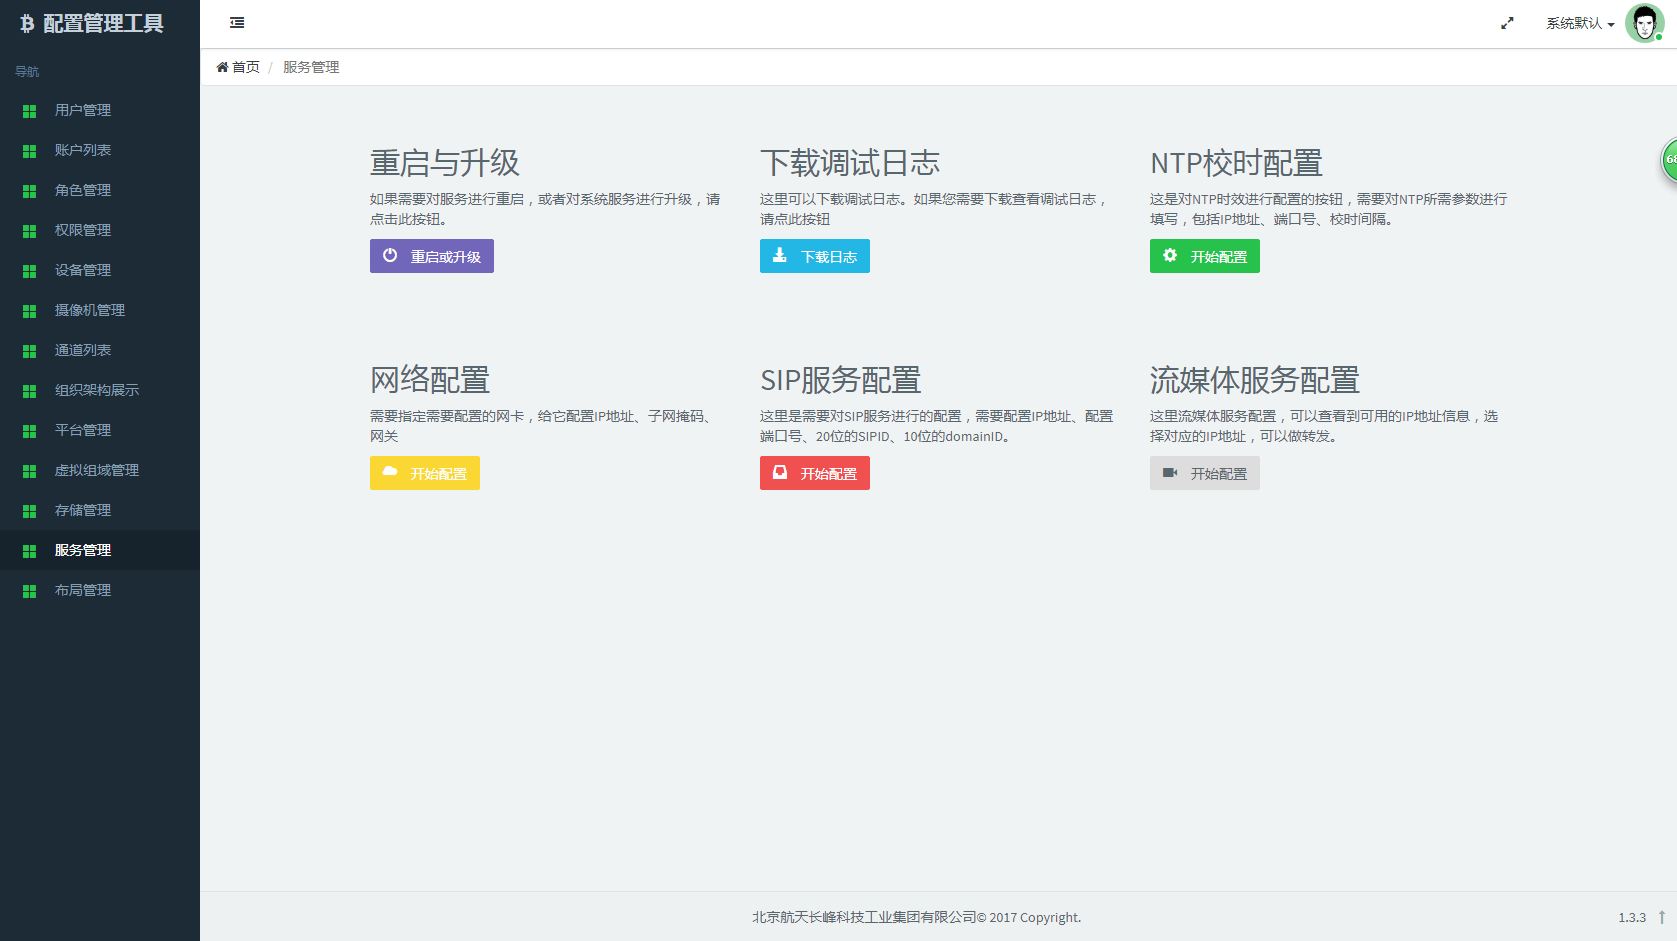 配置管理工具
系统默认
导航
首页 / 服务管理
用户管理
账户列表
角色管理
权限管理
设备管理
摄像机管理
通道列表
组织架构展示
平台管理
虚拟组域管理
存储管理
服务管理
布局管理
重启与升级
如果需要对服务进行重启，或者对系统服务进行升级，请
点击此按钮。
重启或升级
下载调试日志
这里可以下载调试日志。如果您需要下载查看调试日志，
请点此按钮
下载日志
NTP校时配置
这是对NTP时效进行配置的按钮，需要对NTP所需参数进行
填写，包括IP地址、端口号、校时间隔。
开始配置
网络配置
需要指定需要配置的网卡，给它配置IP地址、子网掩码、
网关
开始配置
SIP服务配置
这里是需要对SIP服务进行的配置，需要配置IP地址、配置
端口号、20位的SIPID、10位的domainID。
开始配置
流媒体服务配置
这里流媒体服务配置，可以查看到可用的IP地址信息，选
择对应的IP地址，可以做转发。
开始配置
北京航天长峰科技工业集团有限公司© 2017 Copyright.
1.3.3